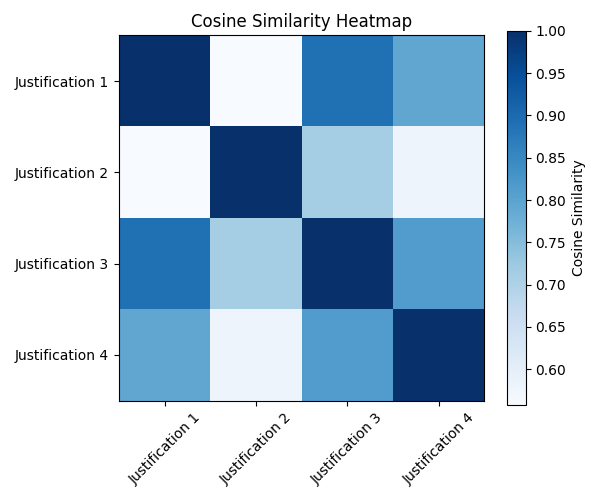 Cosine Similarity Heatmap
Justification 1
Justification 2
Justification 3
Justification 4
Justification 1
Justification 2
Justification 3
Justification 4
1.00
0.95
0.90
0.85
0.80
0.75
0.70
0.65
0.60
Cosine Similarity